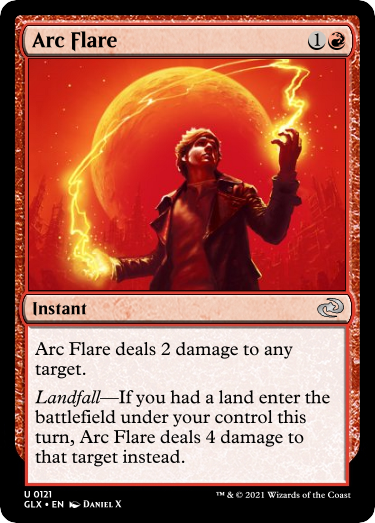 Arc Flare 1
Instant
Arc Flare deals 2 damage to any
target.
Landfall—If you had a land enter the
battlefield under your control this
turn, Arc Flare deals 4 damage to
that target instead.
U 0121
GLX • EN DANIEL X
™ & © 2021 Wizards of the Coast